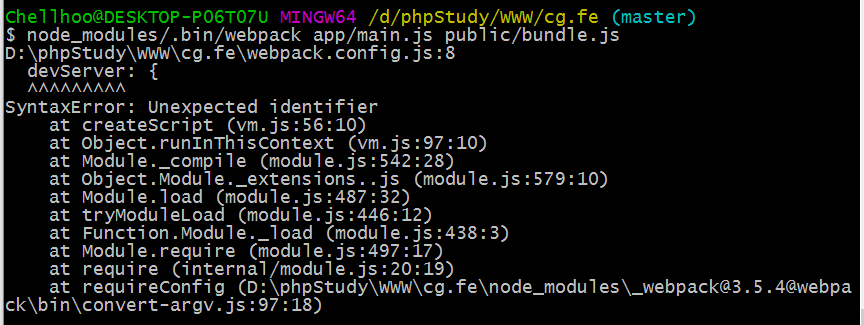 Chellhoo@DESKTOP-P06T07U MINGW64 /d/phpStudy/WWW/cg.fe (master)
$ node_modules/.bin/webpack app/main.js public/bundle.js
D:\phpStudy\WWW\cg.fe\webpack.config.js:8
  devServer: {
  ^^^^^^^^^
SyntaxError: Unexpected identifier
    at createScript (vm.js:56:10)
    at Object.runInThisContext (vm.js:97:10)
    at Module._compile (module.js:542:28)
    at Object.Module._extensions..js (module.js:579:10)
    at Module.load (module.js:487:32)
    at tryModuleLoad (module.js:446:12)
    at Function.Module._load (module.js:438:3)
    at Module.require (module.js:497:17)
    at require (internal/module.js:20:19)
    at requireConfig (D:\phpStudy\WWW\cg.fe\node_modules\_webpack@3.5.4@webpa
ck\bin\convert-argv.js:97:18)